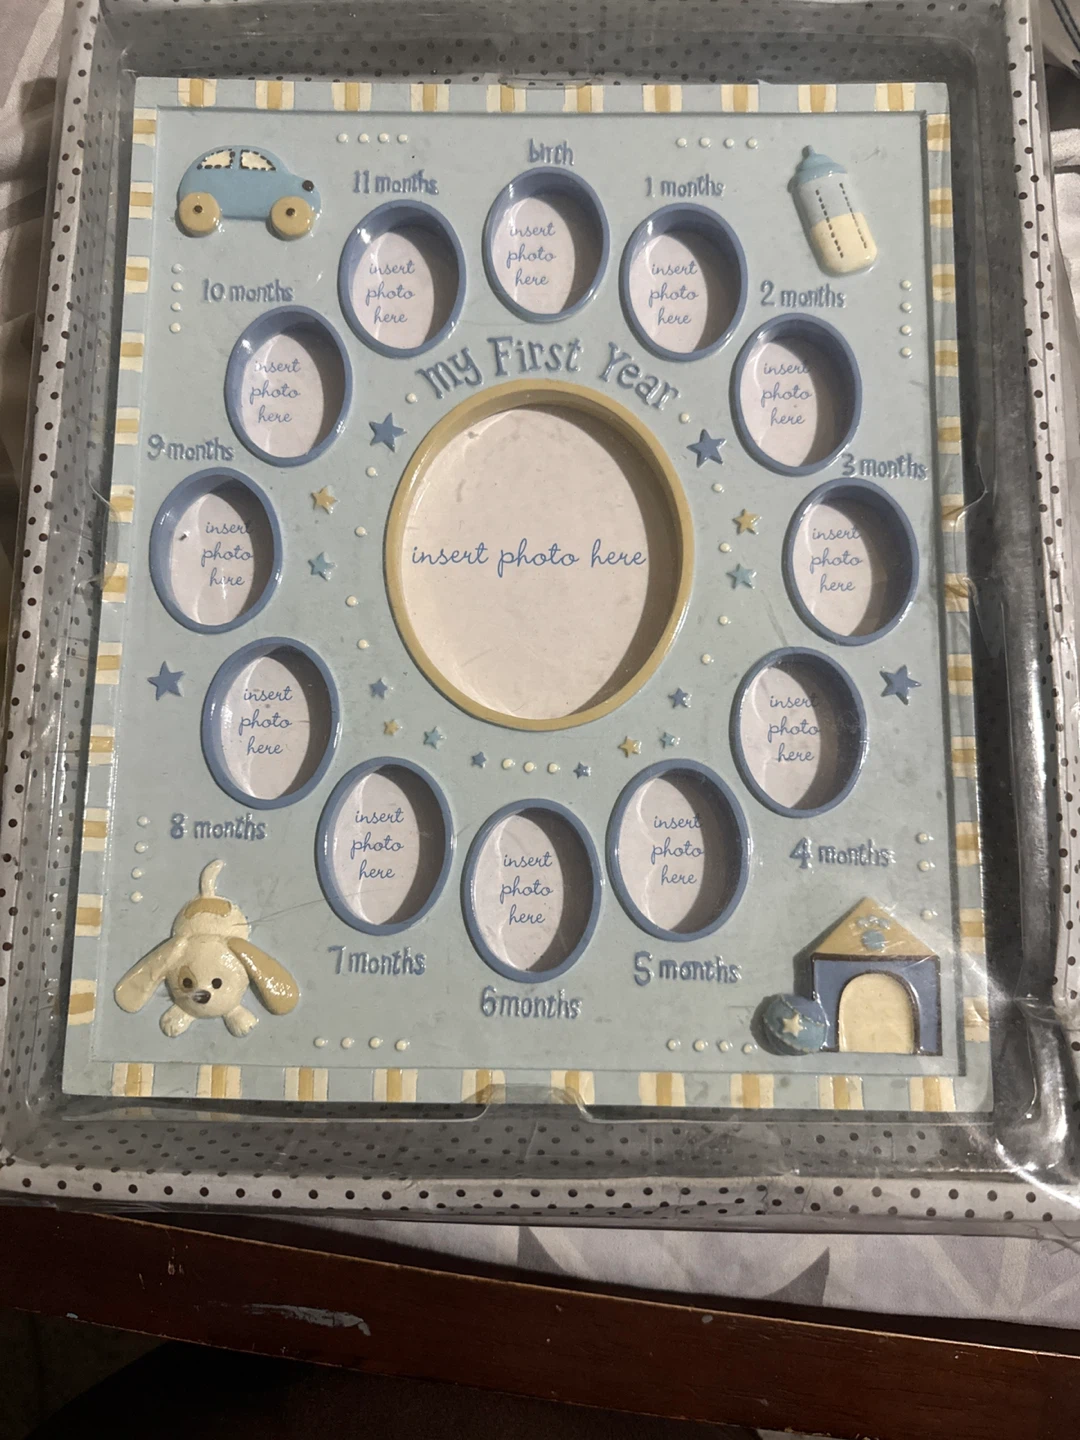 birth
insert
photo
here
1 months
insert
photo
here
2 months
insert
photo
here
3 months
insert
photo
here
4 months
insert
photo
here
5 months
insert
photo
here
6 months
insert
photo
here
7 months
insert
photo
here
8 months
insert
photo
here
9 months
insert
photo
here
10 months
insert
photo
here
11 months
insert
photo
here
my First Year
insert photo here